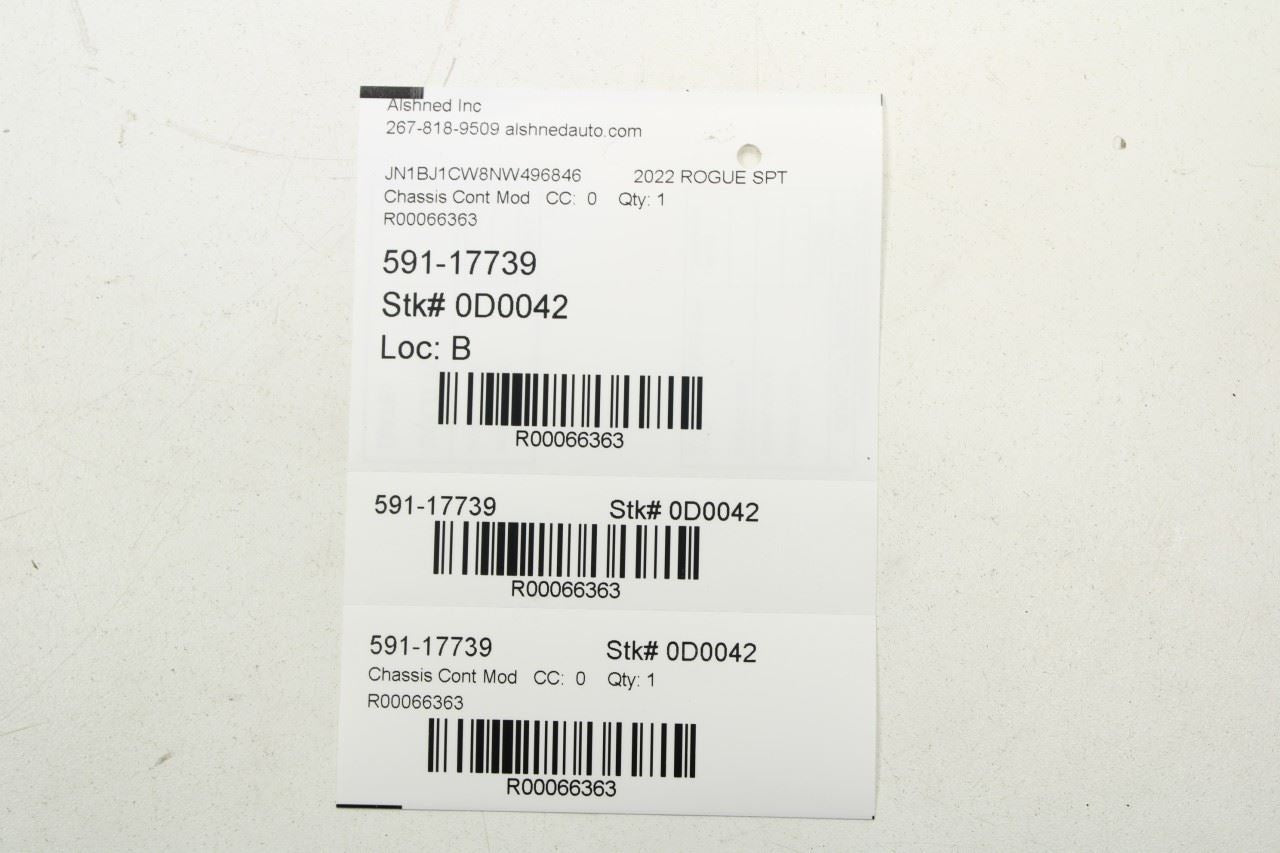 Alshned Inc
267-818-9509 alshnedauto.com
JN1BJ1CW8NW496846 2022 ROGUE SPT
Chassis Cont Mod CC: 0 Qty: 1
R00066363
591-17739
Stk# 0D0042
Loc: B
R00066363
591-17739 Stk# 0D0042
R00066363
591-17739 Stk# 0D0042
Chassis Cont Mod CC: 0 Qty: 1
R00066363
R00066363